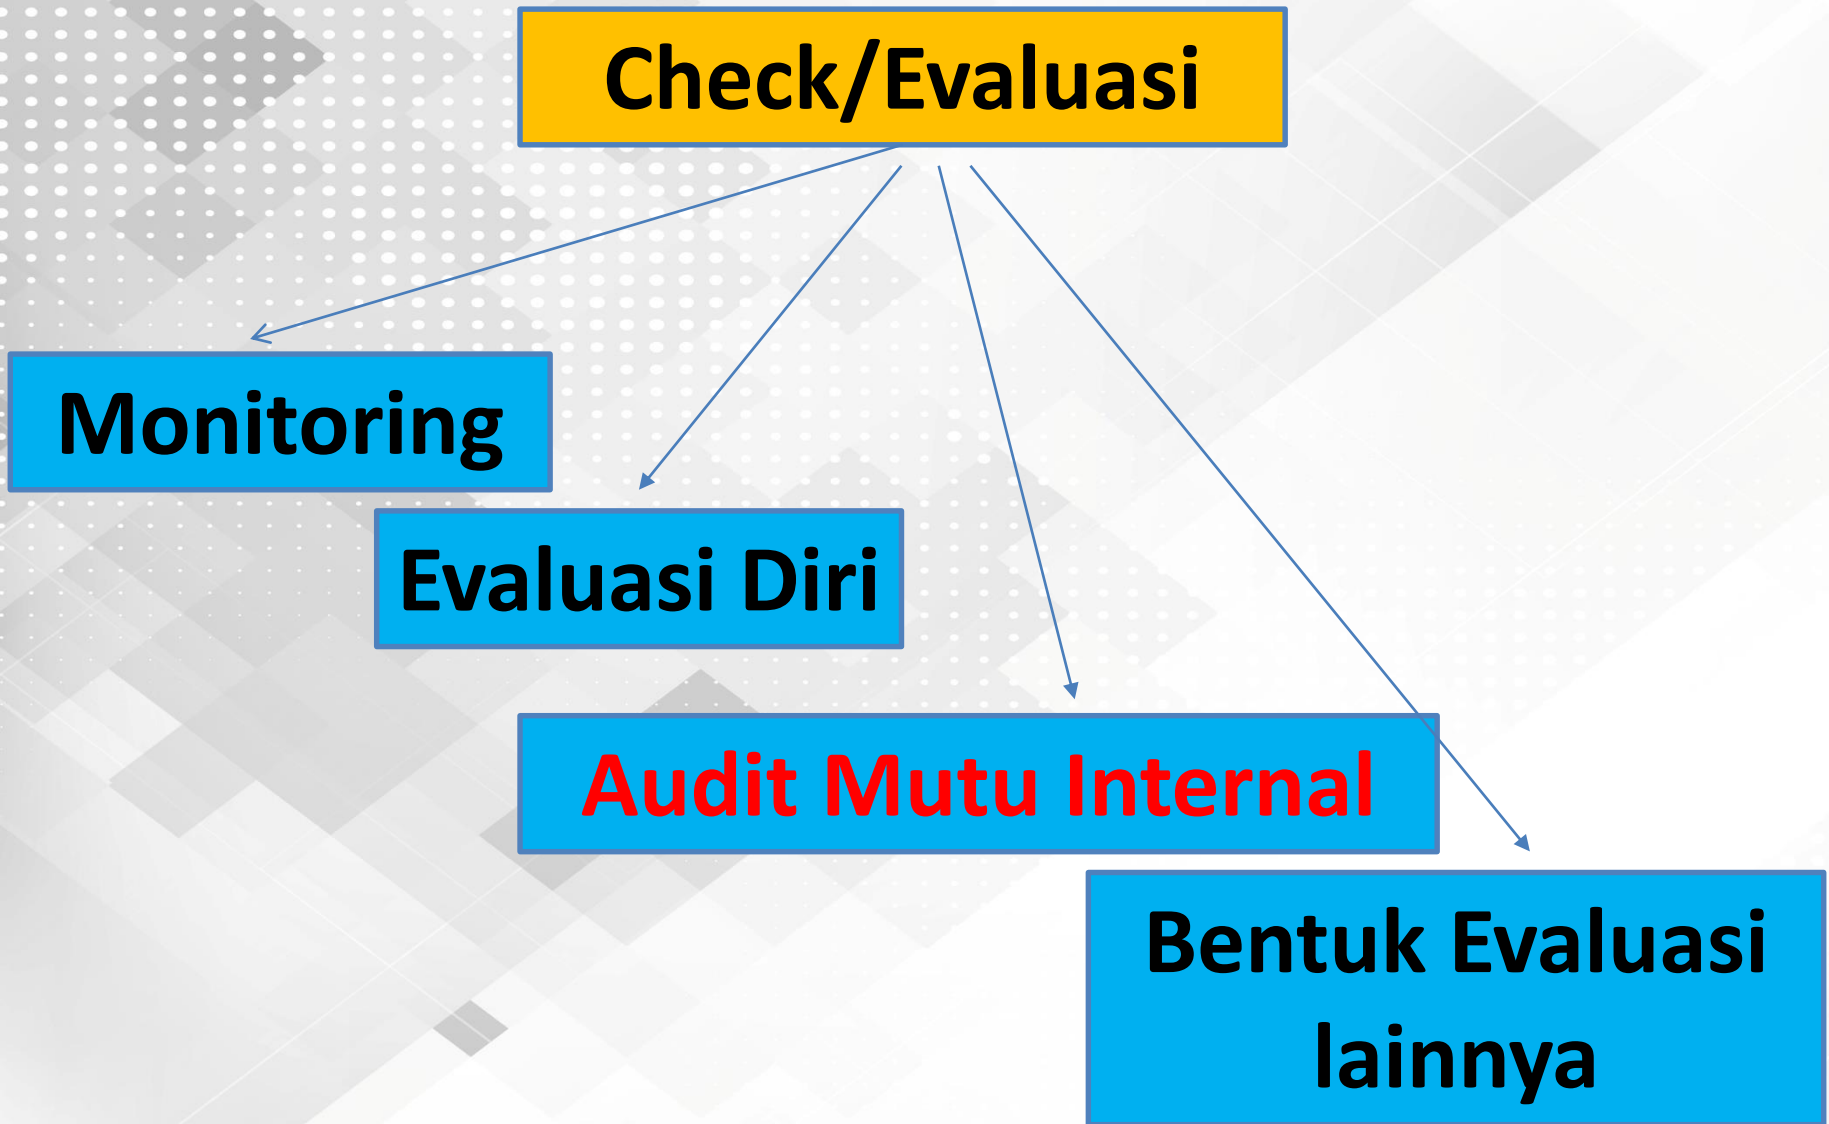 Check/Evaluasi
Monitoring
Evaluasi Diri
Audit Mutu Internal
Bentuk Evaluasi
lainnya